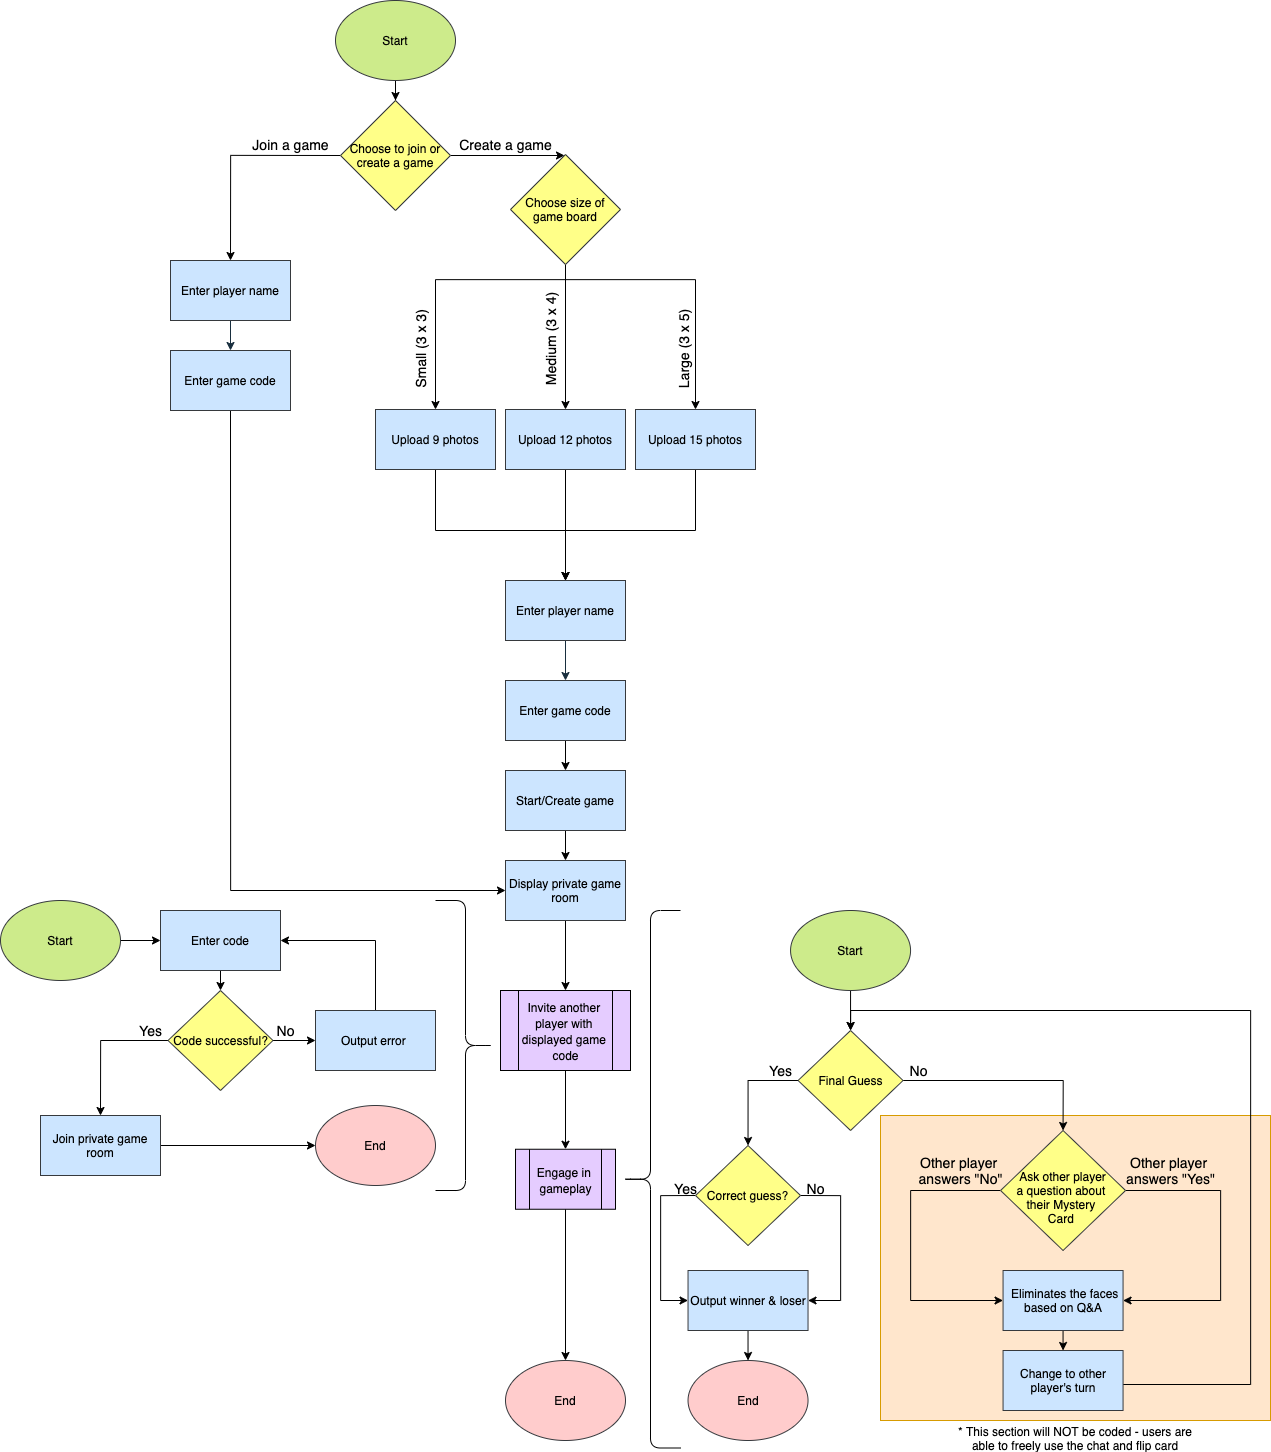 Start
Join a game
Choose to join or
create a game
Create a game
Choose size of
game board
Enter player name
Enter game code
Small (3 x 3)
Medium (3 x 4)
Large (3 x 5)
Upload 9 photos
Upload 12 photos
Upload 15 photos
Enter player name
Enter game code
Start/Create game
Display private game
room
Start
Enter code
Yes
Code successful?
No
Output error
Join private game
room
End
Invite another
player with
displayed game
code
Engage in
gameplay
End
Start
Yes
Final Guess
No
Yes
Correct guess?
No
Output winner & loser
End
Other player
answers "No"
Ask other player
a question about
their Mystery
Card
Other player
answers "Yes"
Eliminates the faces
based on Q&A
Change to other
player's turn
* This section will NOT be coded - users are
able to freely use the chat and flip card